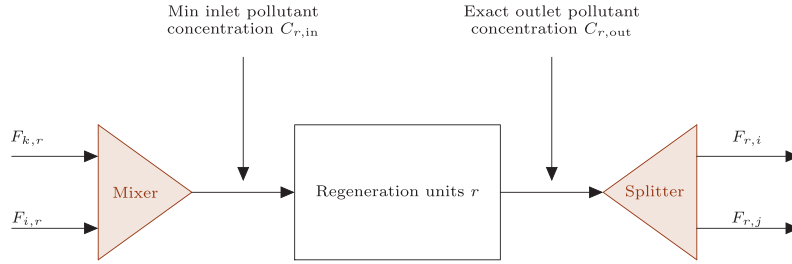 Min inlet pollutant
concentration C_{r,in}
Exact outlet pollutant
concentration C_{r,out}
F_{k,r}
F_{r,i}
Mixer
Regeneration units r
Splitter
F_{i,r}
F_{r,j}